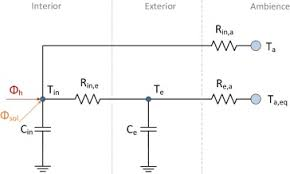 Interior Exterior Ambience
R_in,a
T_a
Φ_h T_in R_in,e T_e R_e,a
T_a,eq
Φ_sol
C_in C_e